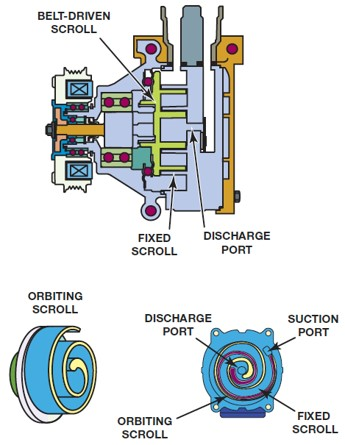 BELT-DRIVEN
SCROLL
FIXED
SCROLL
DISCHARGE
PORT
ORBITING
SCROLL
DISCHARGE
PORT
SUCTION
PORT
ORBITING
SCROLL
FIXED
SCROLL